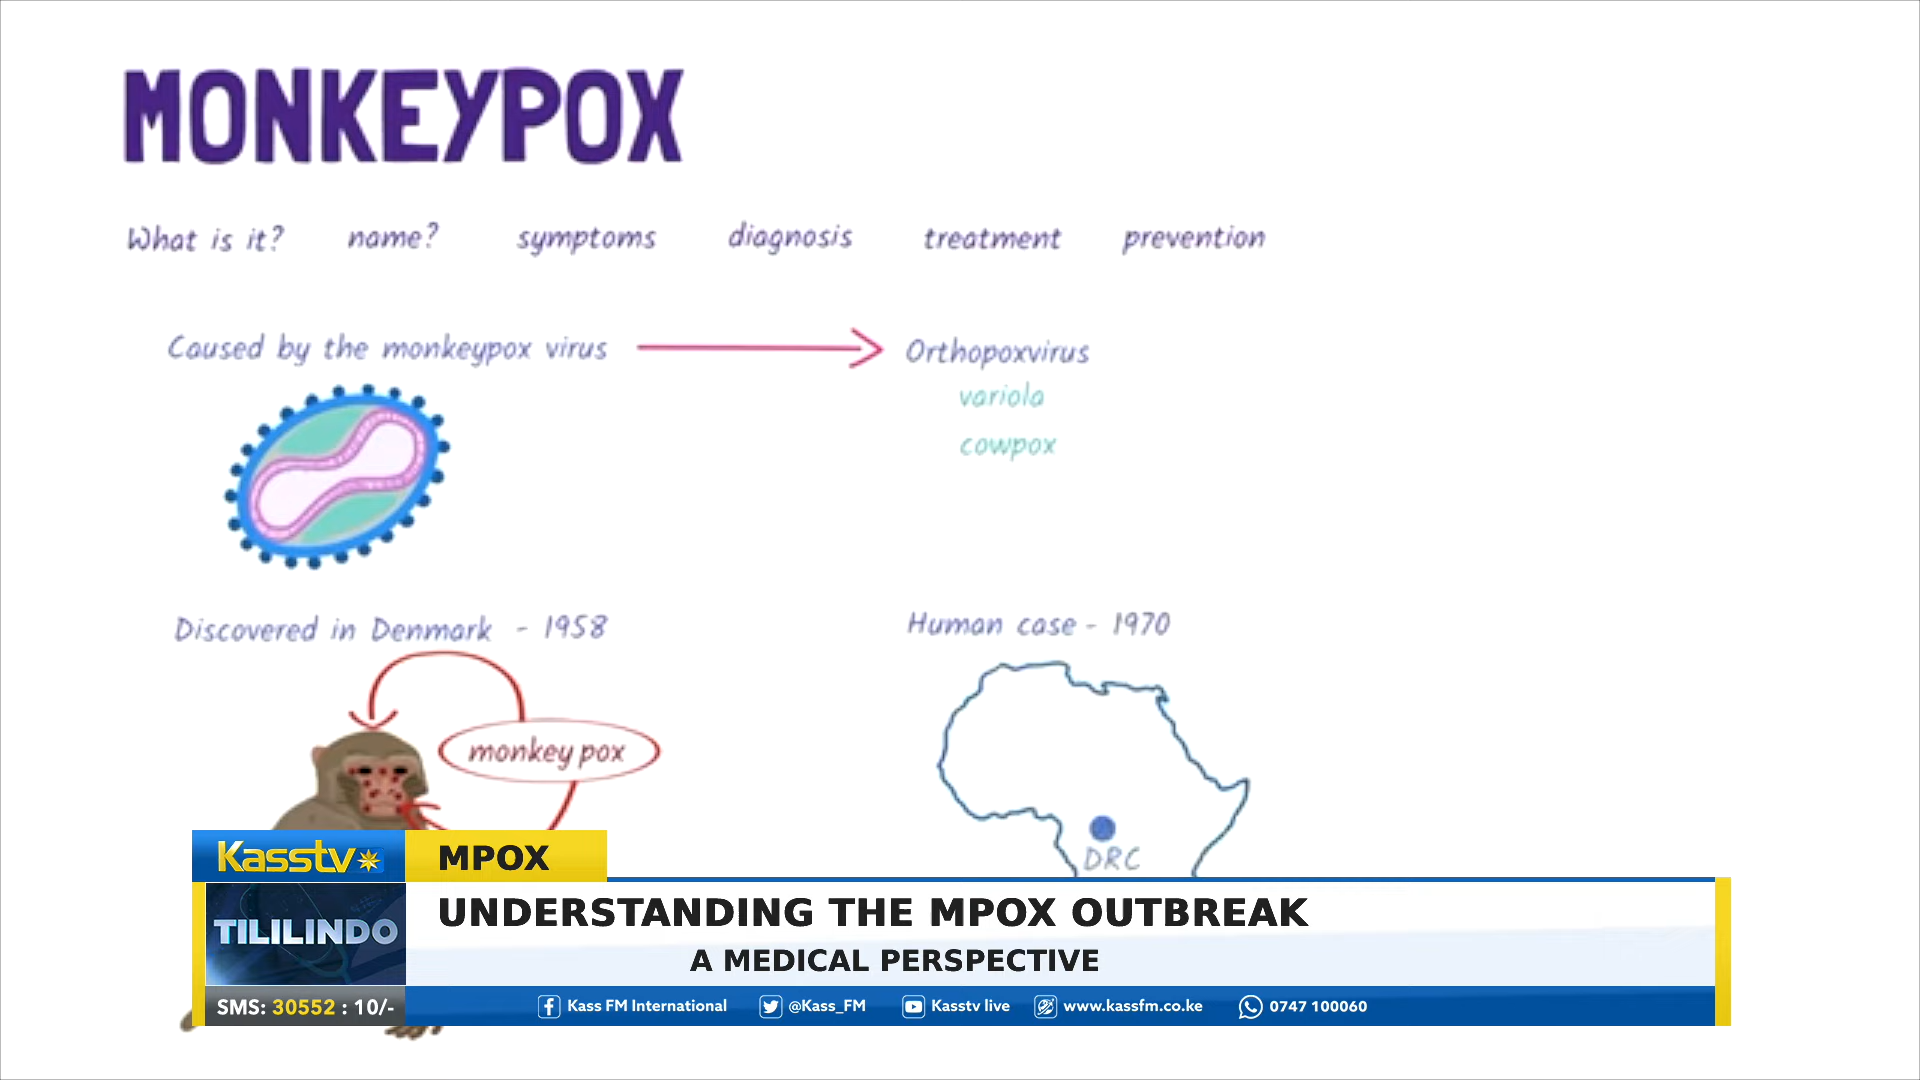 MONKEYPOX
What is it? name? symptoms diagnosis treatment prevention
Caused by the monkeypox virus
Orthopoxvirus
variola
cowpox
Discovered in Denmark - 1958
Human case - 1970
monkey pox
DRC
Kasstv
MPOX
UNDERSTANDING THE MPOX OUTBREAK
TILILINDO
A MEDICAL PERSPECTIVE
SMS: 30552 : 10/-
Kass FM International @Kass_FM Kasstv live www.kassfm.co.ke 0747 100060